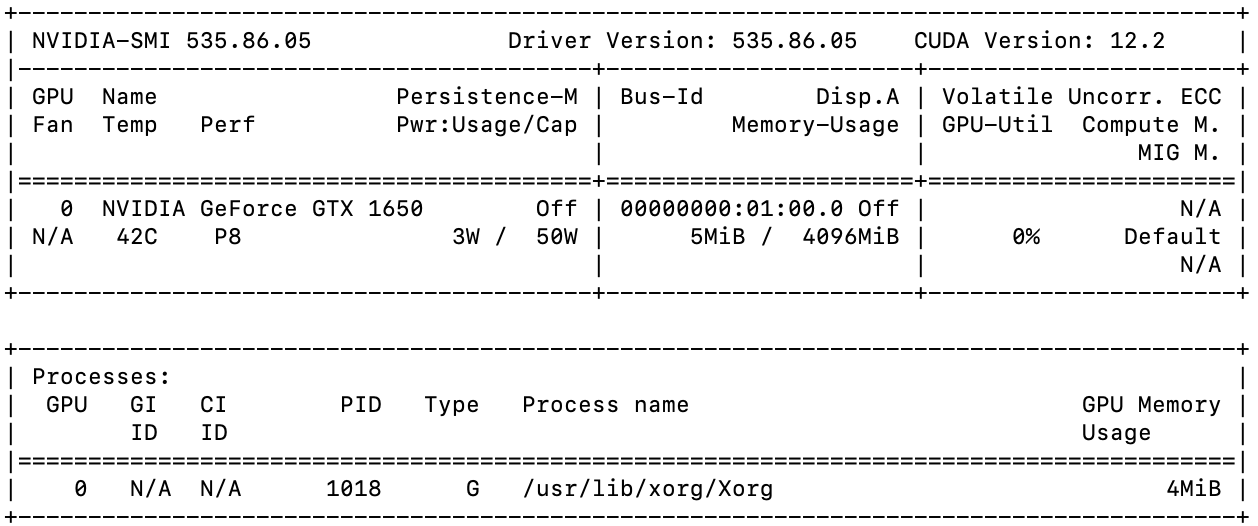 +---------------------------------------------------------------------------------------+
| NVIDIA-SMI 535.86.05              Driver Version: 535.86.05    CUDA Version: 12.2     |
|-----------------------------------------+----------------------+----------------------+
| GPU  Name                 Persistence-M | Bus-Id        Disp.A | Volatile Uncorr. ECC |
| Fan  Temp   Perf          Pwr:Usage/Cap |         Memory-Usage | GPU-Util  Compute M. |
|                                         |                      |               MIG M. |
|=========================================+======================+======================|
|   0  NVIDIA GeForce GTX 1650        Off | 00000000:01:00.0 Off |                  N/A |
| N/A   42C    P8               3W /  50W |      5MiB /  4096MiB |      0%      Default |
|                                         |                      |                  N/A |
+-----------------------------------------+----------------------+----------------------+

+---------------------------------------------------------------------------------------+
| Processes:                                                                            |
|  GPU   GI   CI        PID   Type   Process name                            GPU Memory |
|        ID   ID                                                             Usage      |
|=======================================================================================|
|    0   N/A  N/A      1018      G   /usr/lib/xorg/Xorg                            4MiB |
+---------------------------------------------------------------------------------------+